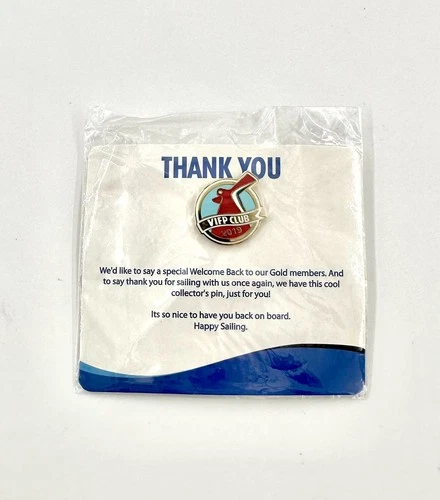 THANK YOU
VIFP CLUB
2019
We'd like to say a special Welcome Back to our Gold members. And
to say thank you for sailing with us once again, we have this cool
collector's pin, just for you!
Its so nice to have you back on board.
Happy Sailing.